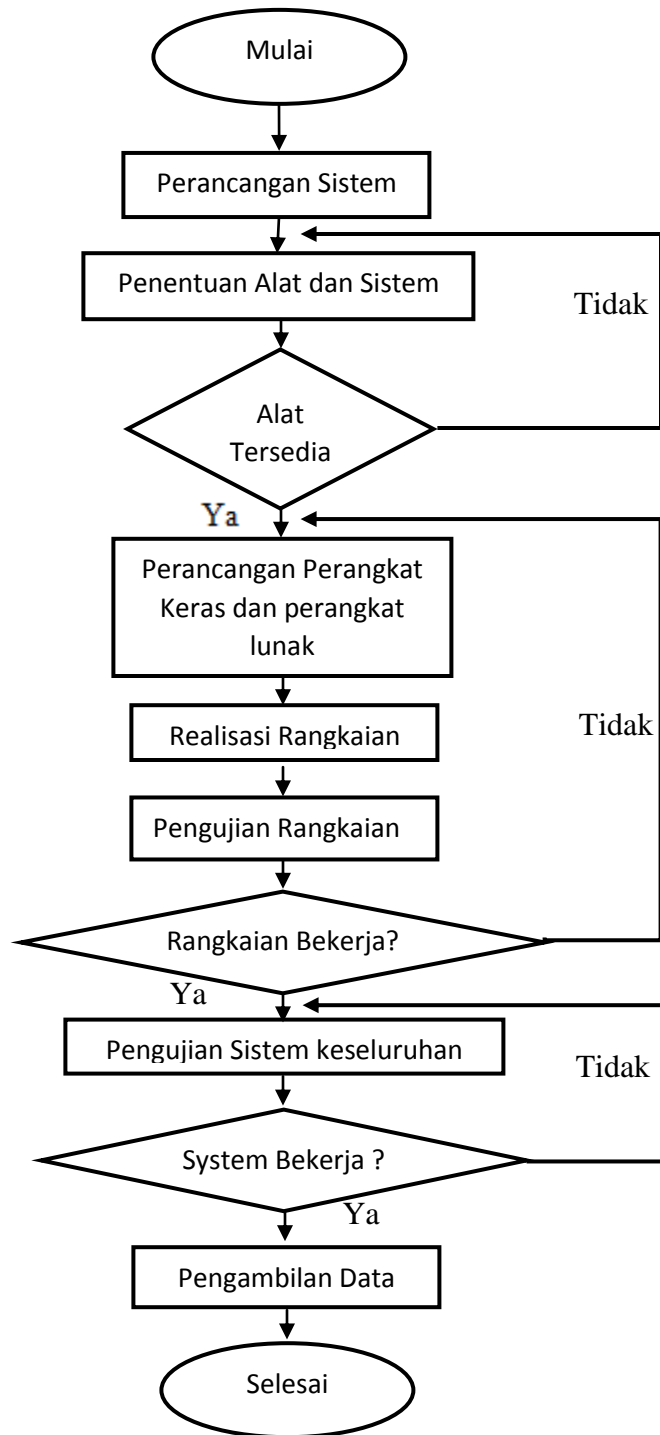 Mulai
Perancangan Sistem
Penentuan Alat dan Sistem
Tidak
Alat
Tersedia
Ya
Perancangan Perangkat
Keras dan perangkat
lunak
Realisasi Rangkaian
Tidak
Pengujian Rangkaian
Rangkaian Bekerja?
Ya
Pengujian Sistem keseluruhan
Tidak
System Bekerja ?
Ya
Pengambilan Data
Selesai